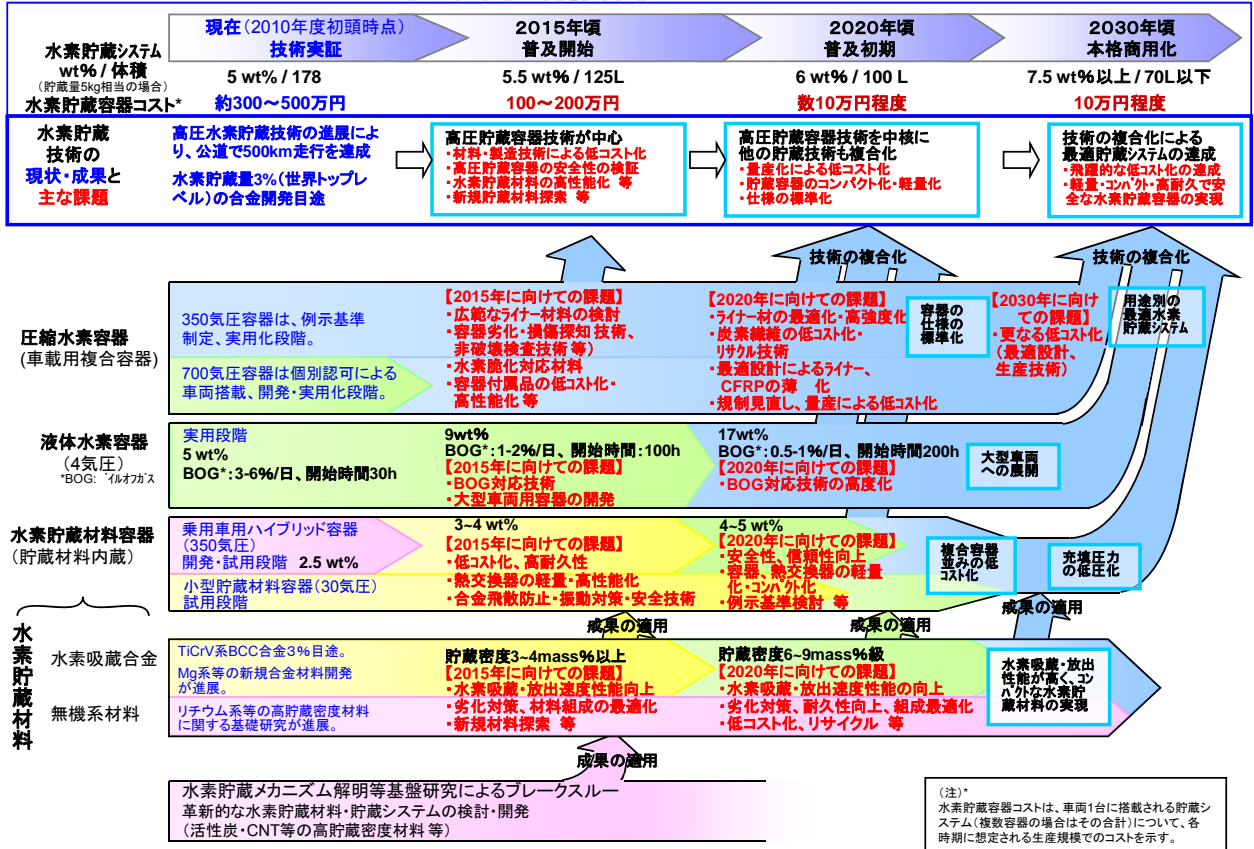 現在(2010年度初頭時点)
技術実証
2015年頃
普及開始
2020年頃
普及初期
2030年頃
本格商用化
水素貯蔵システム
wt%/体積
(貯蔵量5kg相当の場合)
5 wt% / 178
5.5 wt% / 125L
6 wt% / 100 L
7.5 wt%以上 / 70L以下
水素貯蔵容器コスト*
約300~500万円
100~200万円
数10万円程度
10万円程度
水素貯蔵
技術の
現状・成果と
主な課題
高圧水素貯蔵技術の進展によ
り、公道で500km走行を達成
水素貯蔵量3%(世界トップレ
ベル)の合金開発目途
高圧貯蔵容器技術が中心
・材料・製造技術による低コスト化
・高圧貯蔵容器の安全性の検証
・水素貯蔵材料の高性能化 等
・新規貯蔵材料探索 等
高圧貯蔵容器技術を中核に
他の貯蔵技術も複合化
・量産化による低コスト化
・貯蔵容器のコンパクト化・軽量化
・仕様の標準化
技術の複合化による
最適貯蔵システムの達成
・飛躍的な低コスト化の達成
・軽量・コンパクト・高耐久で安
全な水素貯蔵容器の実現
技術の複合化
技術の複合化
圧縮水素容器
(車載用複合容器)
350気圧容器は、例示基準
制定、実用化段階。
700気圧容器は個別認可による
車両搭載、開発・実用化段階。
【2015年に向けての課題】
・広範なライナー材料の検討
・容器劣化・損傷探知技術、
非破壊検査技術等)
・水素脆化対応材料
・容器付属品の低コスト化・
高性能化等
【2020年に向けての課題】
・ライナー材の最適化・高強度化
・炭素繊維の低コスト化・
リサクル技術
・最適設計によるライナー、
CFRPの薄 化
・規制見直し、量産による低コスト化
容器の
仕様の
標準化
【2030年に向け
ての課題】
・更なる低コスト化
(最適設計、
生産技術)
用途別の
最適水素
貯蔵システム
液体水素容器
(4気圧)
*BOG: ゙イルオフガス
実用段階
5 wt%
BOG*:3-6%/日、開始時間30h
9wt%
BOG*:1-2%/日、開始時間:100h
【2015年に向けての課題】
・BOG対応技術
・大型車両用容器の開発
17wt%
BOG*:0.5-1%/日、開始時間200h
【2020年に向けての課題】
・BOG対応技術の高度化
大型車両
への展開
水素貯蔵材料容器
(貯蔵材料内蔵)
乗用車用ハイブリッド容器
(350気圧)
開発・試用段階 2.5 wt%
小型貯蔵材料容器(30気圧)
試用段階
3~4 wt%
【2015年に向けての課題】
・低コスト化、高耐久性
・熱交換器の軽量・高性能化
・合金飛散防止・振動対策・安全技術
4~5 wt%
【2020年に向けての課題】
・安全性、信頼性向上
・容器、熱交換器の軽量
化・コンパクト化
・例示基準検討 等
複合容器
並みの低
コスト化
充填圧力
の低圧化
成果の適用
成果の適用
成果の適用
水素貯蔵材料
水素吸蔵合金
無機系材料
TiCrV系BCC合金3%目途。
Mg系等の新規合金材料開発
が進展。
リチウム系等の高貯蔵密度材料
に関する基礎研究が進展。
貯蔵密度3~4mass%以上
【2015年に向けての課題】
・水素吸蔵・放出速度性能向上
・劣化対策、材料組成の最適化
・新規材料探索 等
貯蔵密度6~9mass%級
【2020年に向けての課題】
・水素吸蔵・放出速度性能の向上
・劣化対策、耐久性向上、組成最適化
・低コスト化、リサイクル 等
水素吸蔵・放出
性能が高く、コン
パクトな水素貯
蔵材料の実現
成果の適用
水素貯蔵メカニズム解明等基盤研究によるブレークスルー
革新的な水素貯蔵材料・貯蔵システムの検討・開発
(活性炭・CNT等の高貯蔵密度材料等)
(注)*
水素貯蔵容器コストは、車両1台に搭載される貯蔵シ
ステム(複数容器の場合はその合計)について、各
時期に想定される生産規模でのコストを示す。